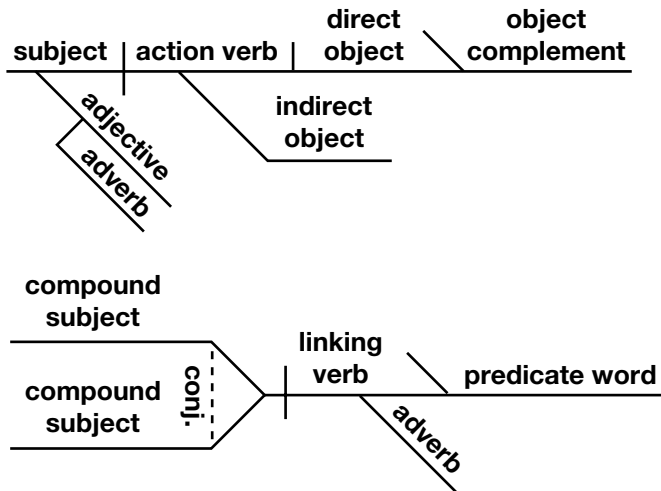 subject
action verb
direct
object
object
complement
adjective
adverb
indirect
object
compound
subject
compound
subject
conj.
linking
verb
predicate word
adverb